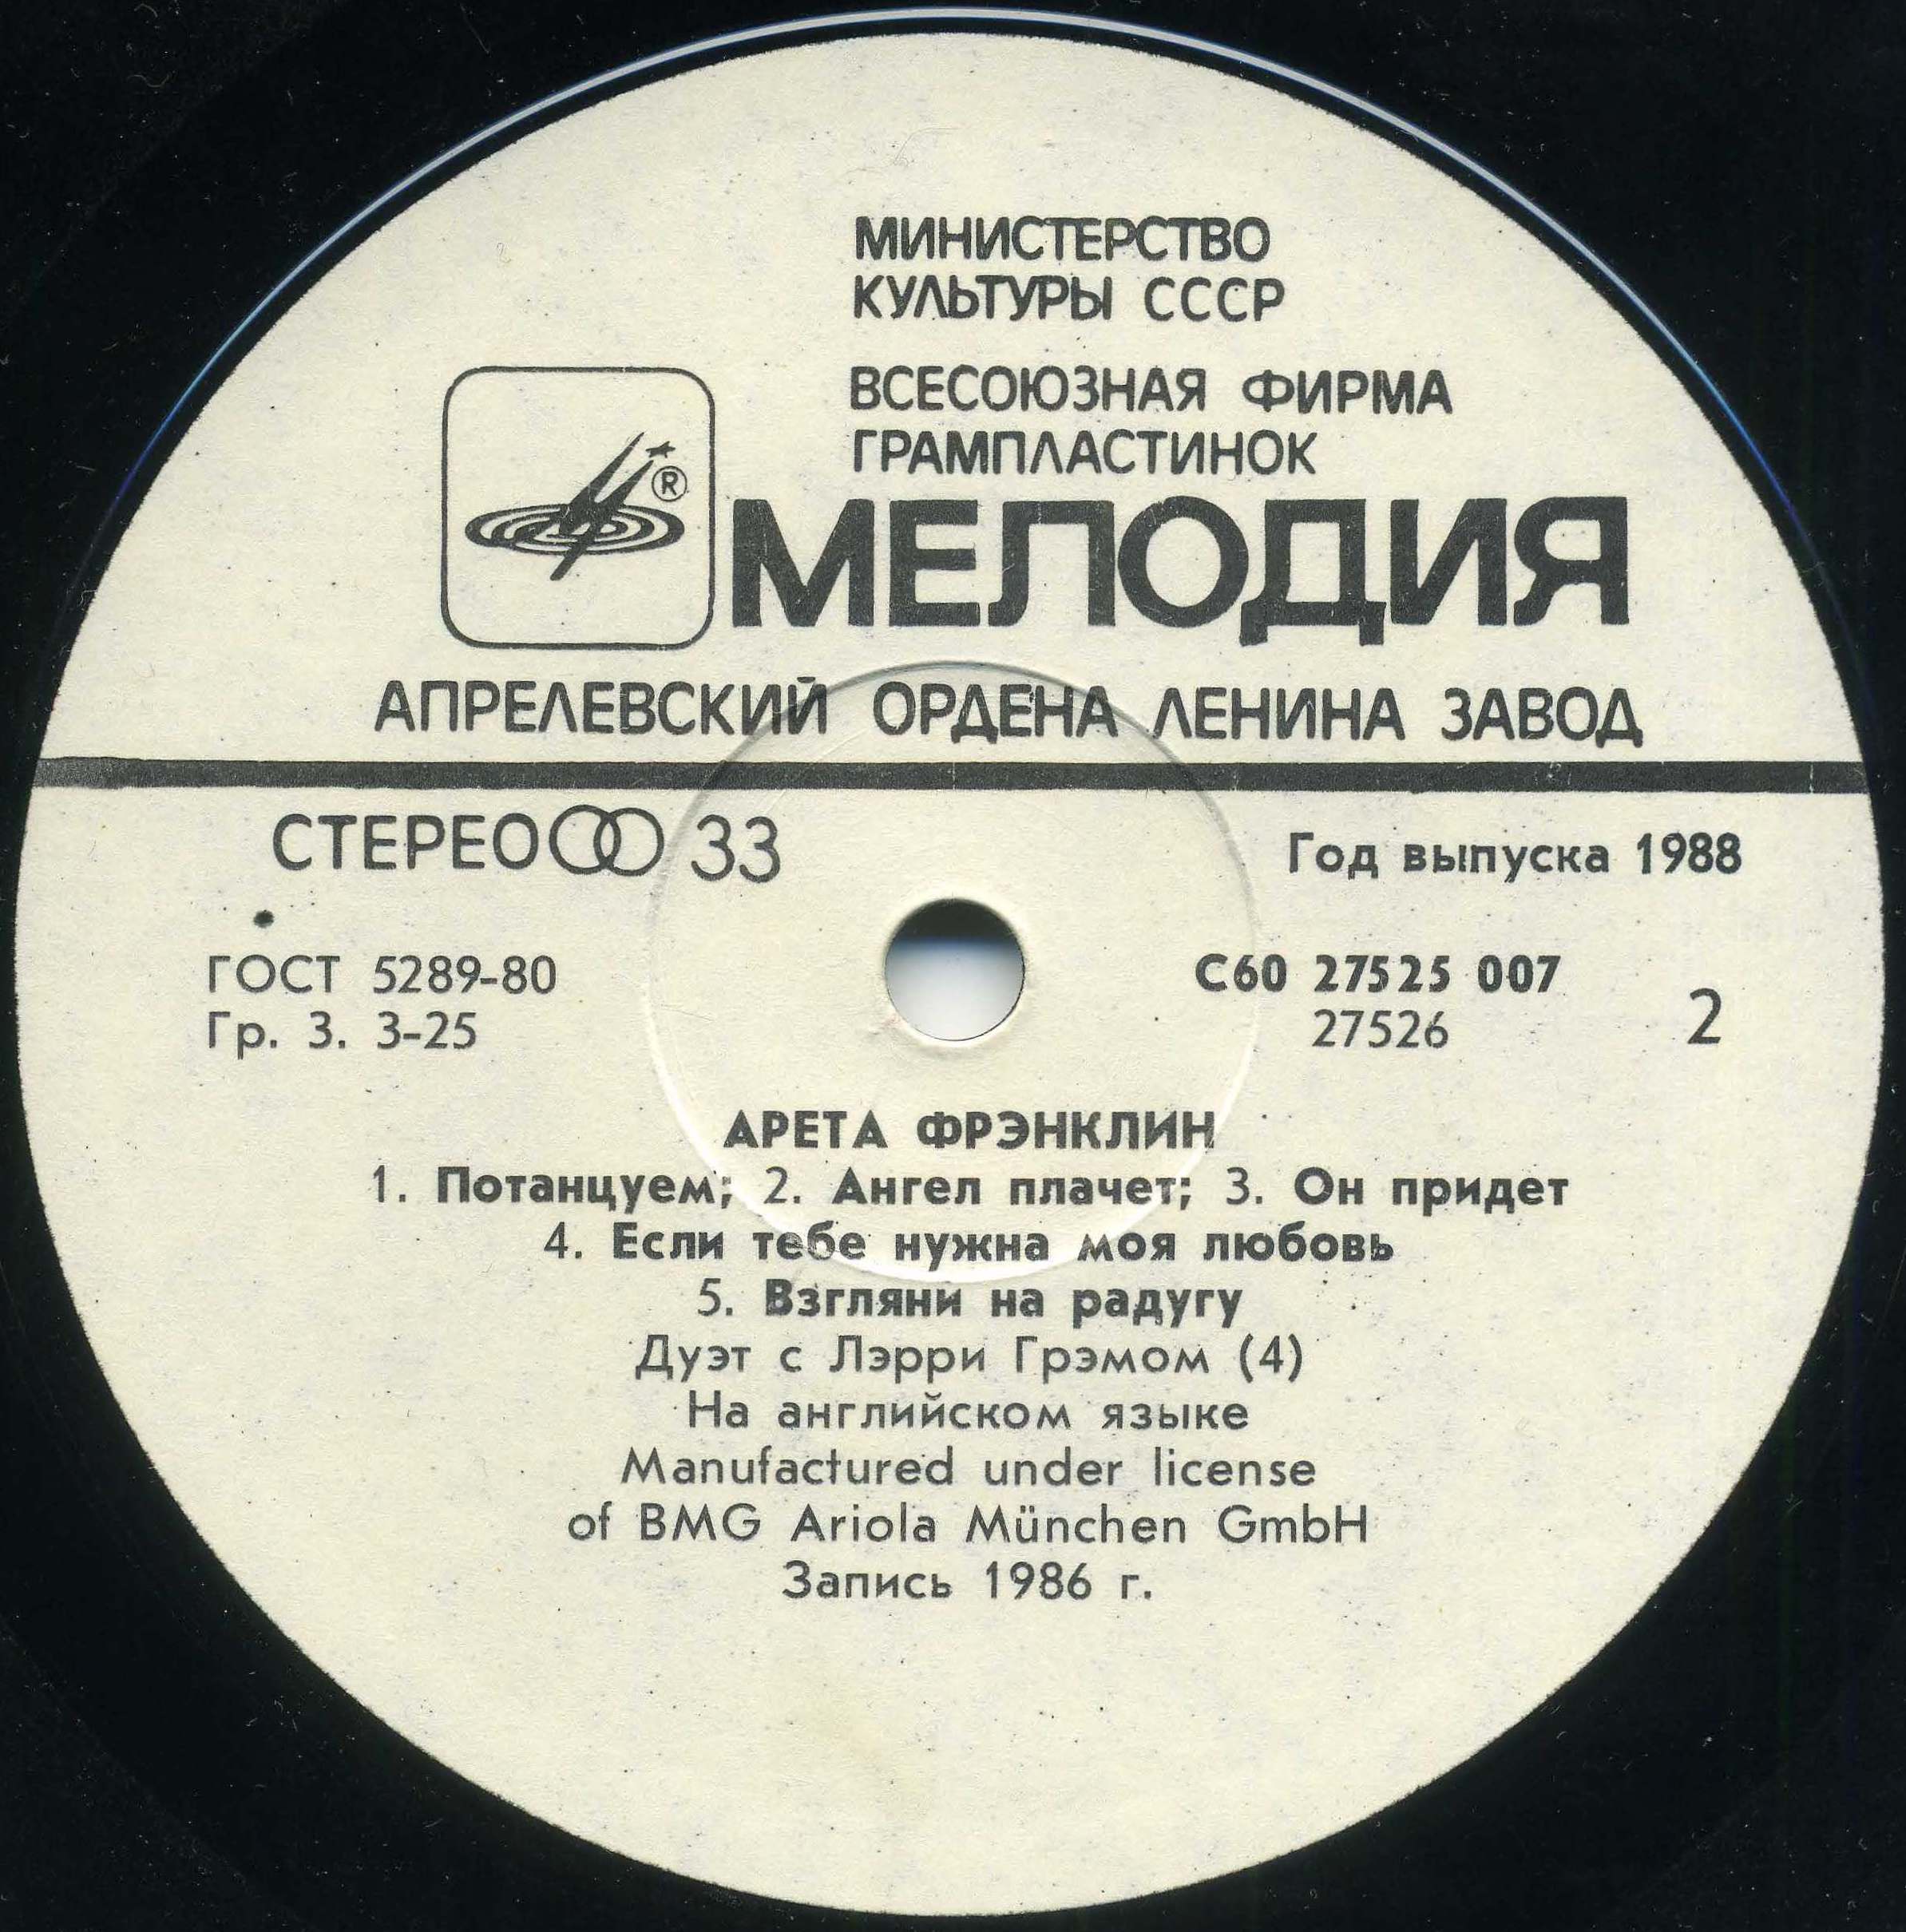 МИНИСТЕРСТВО
КУЛЬТУРЫ СССР
ВСЕСОЮЗНАЯ ФИРМА
ГРАМПЛАСТИНОК
®
МЕЛОДИЯ
АПРЕЛЕВСКИЙ ОРДЕНА ЛЕНИНА ЗАВОД
СТЕРЕО 33
Год выпуска 1988
ГОСТ 5289-80
Гр. 3. 3-25
С60 27525 007
27526
2
АРЕТА ФРЭНКЛИН
1. Потанцуем; 2. Ангел плачет; 3. Он придет
4. Если тебе нужна моя любовь
5. Взгляни на радугу
Дуэт с Лэрри Грэмом (4)
На английском языке
Manufactured under license
of BMG Ariola München GmbH
Запись 1986 г.